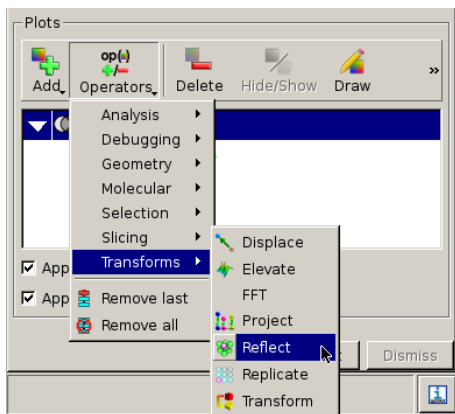 Plots
op(•)
+/-
Add Operators Delete Hide/Show Draw »
Analysis
Debugging
Geometry
Molecular
Selection
Slicing
Transforms
Displace
Elevate
FFT
Project
Reflect
Replicate
Transform
App
App
Remove last
Remove all
Dismiss